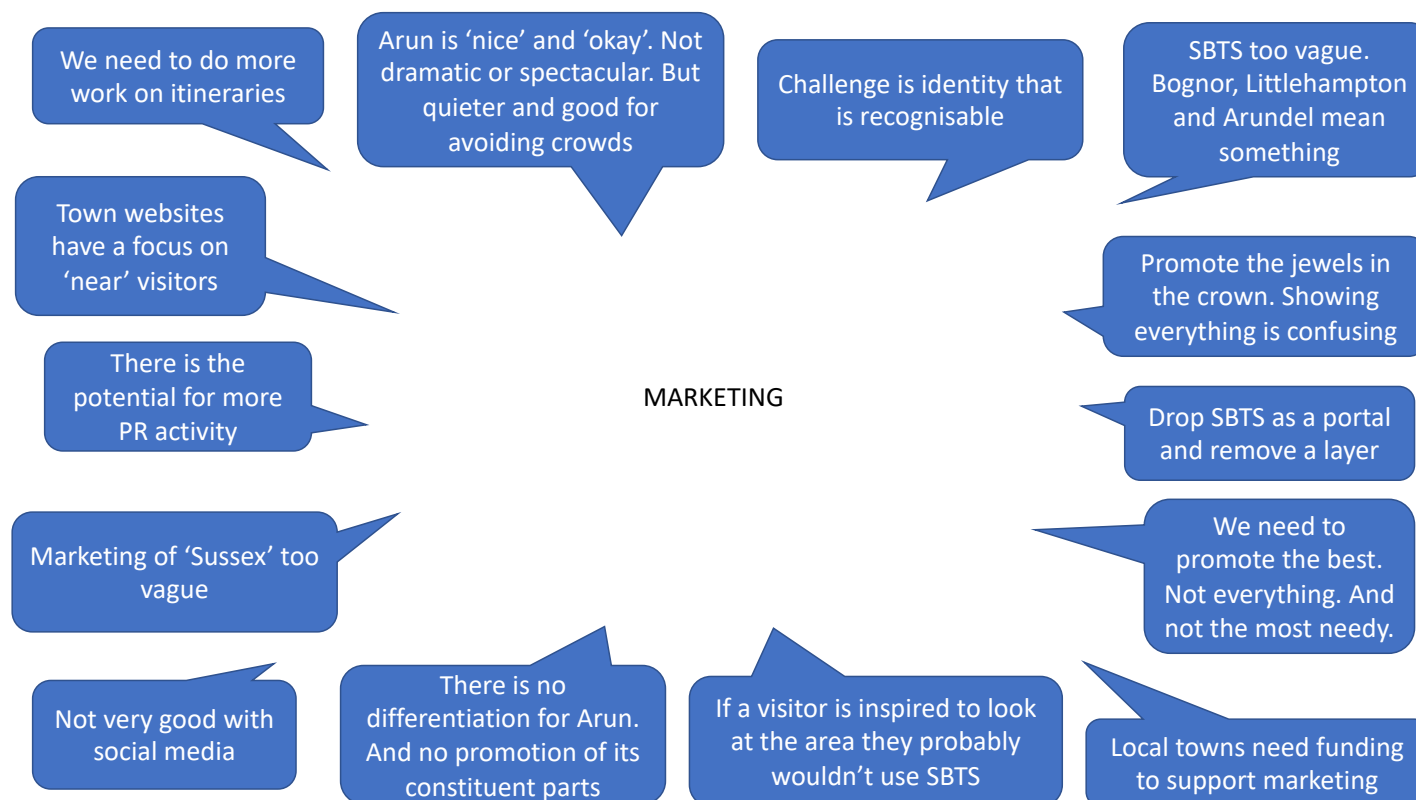 We need to do more
work on itineraries
Arun is ‘nice’ and ‘okay’. Not
dramatic or spectacular. But
quieter and good for
avoiding crowds
Challenge is identity that
is recognisable
SBTS too vague.
Bognor, Littlehampton
and Arundel mean
something
Town websites
have a focus on
‘near’ visitors
Promote the jewels in
the crown. Showing
everything is confusing
There is the
potential for more
PR activity
MARKETING
Drop SBTS as a portal
and remove a layer
Marketing of ‘Sussex’ too
vague
We need to
promote the best.
Not everything. And
not the most needy.
Not very good with
social media
There is no
differentiation for Arun.
And no promotion of its
constituent parts
If a visitor is inspired to look
at the area they probably
wouldn’t use SBTS
Local towns need funding
to support marketing